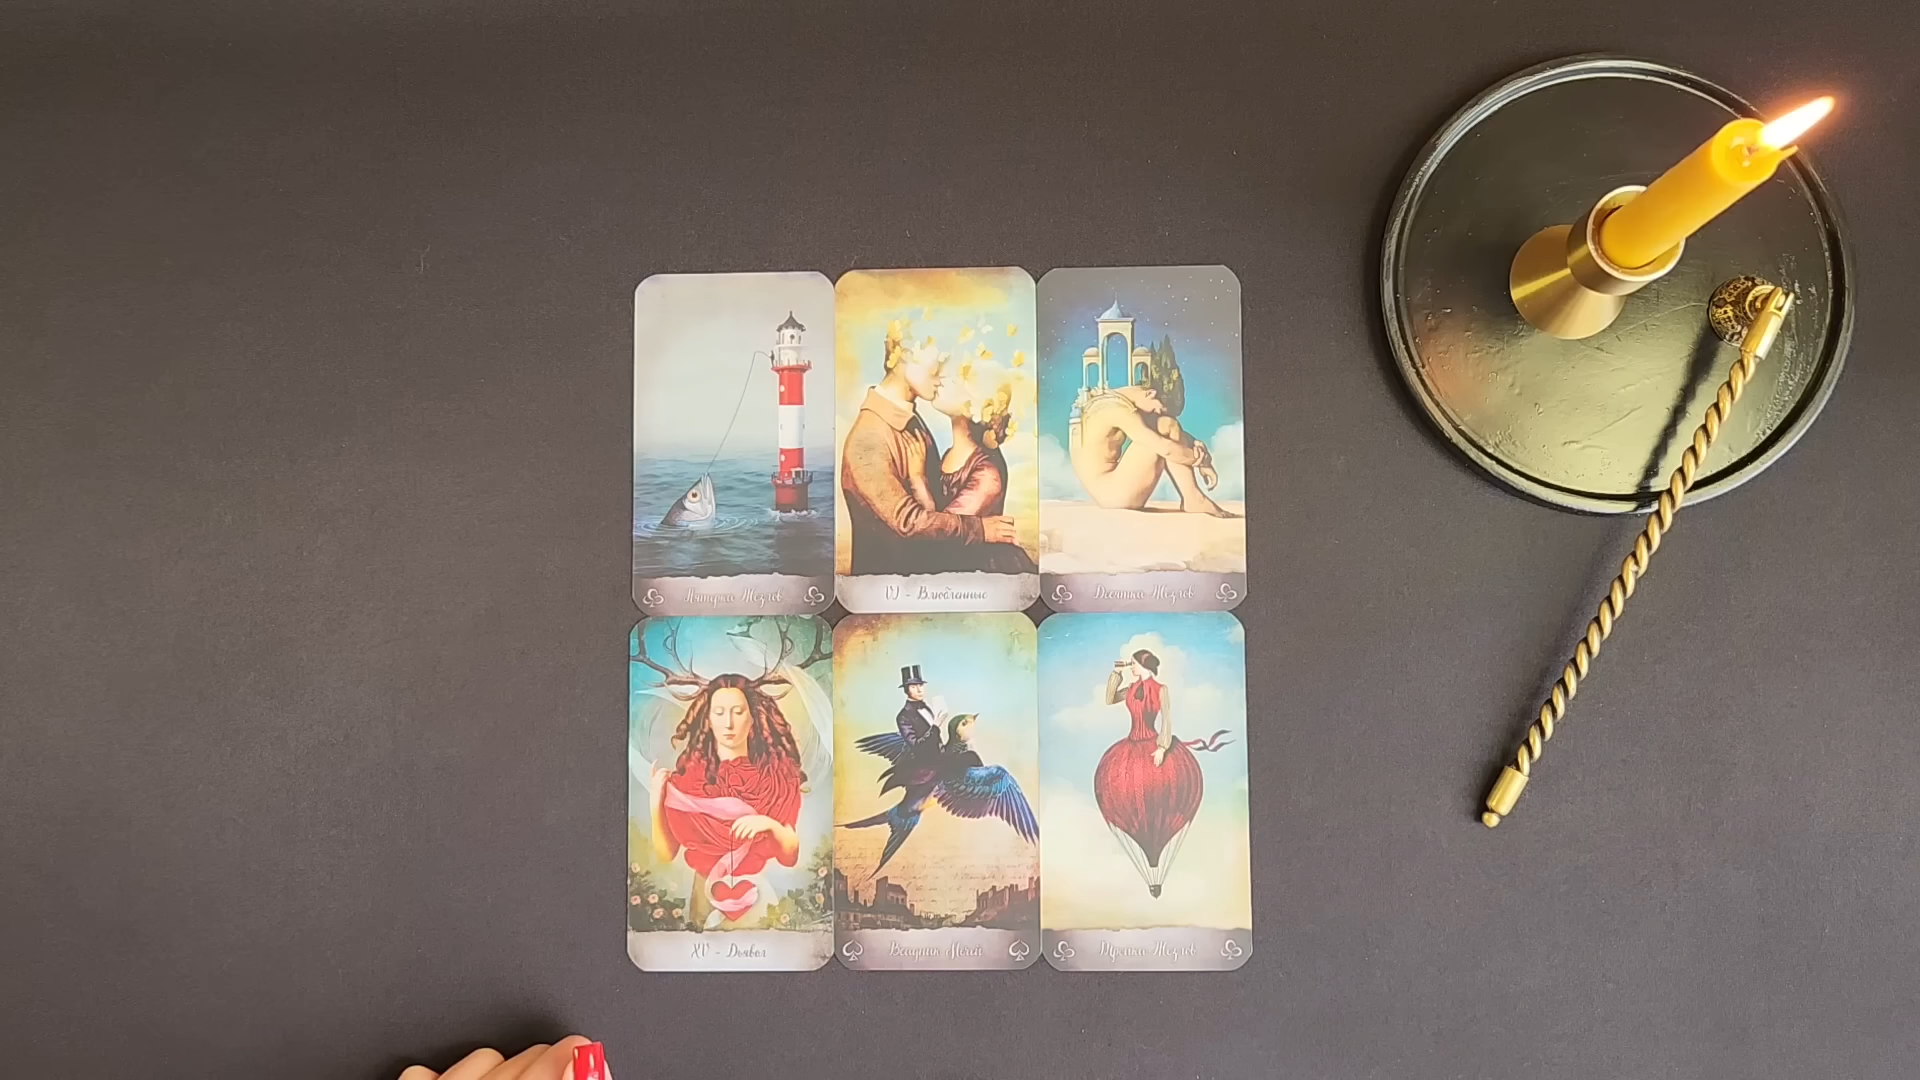 Пятерка Жезлов
VI - Влюбленные
Десятка Жезлов
XV - Дьявол
Всадник Мечей
Тройка Жезлов